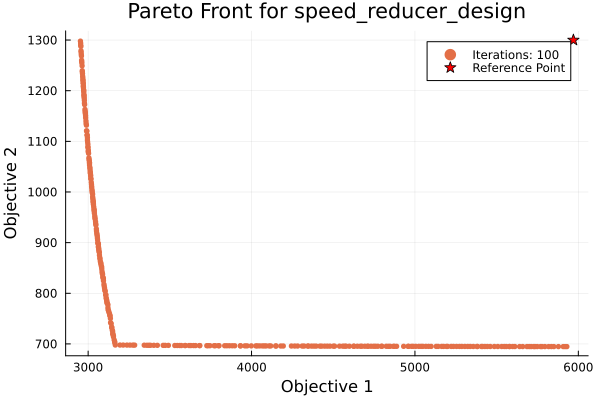 Pareto Front for speed_reducer_design
1300
1200
1100
1000
900
800
700
Objective 2
Iterations: 100
Reference Point
3000
4000
5000
6000
Objective 1